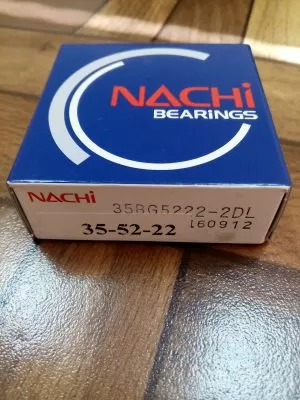 NACHi
BEARINGS
NACHi
35BG5222-2DL
35-52-22
160912